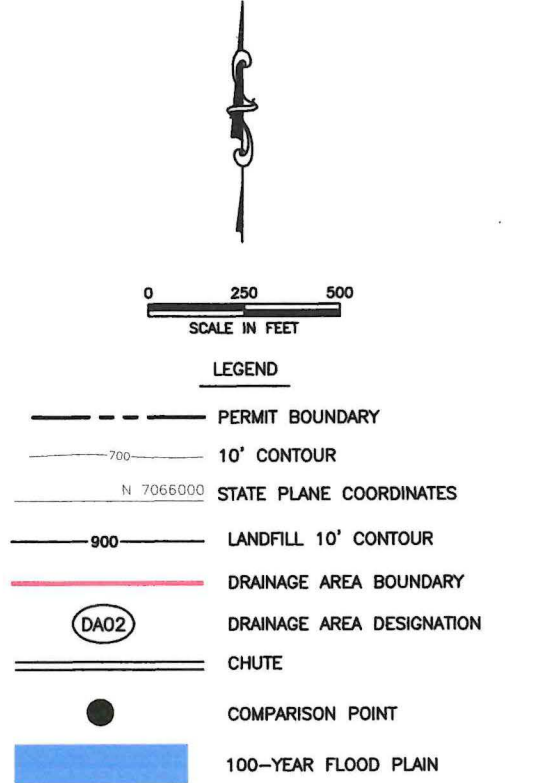 0 250 500
SCALE IN FEET
LEGEND
PERMIT BOUNDARY
700 10' CONTOUR
N 7066000 STATE PLANE COORDINATES
900 LANDFILL 10' CONTOUR
DRAINAGE AREA BOUNDARY
DA02 DRAINAGE AREA DESIGNATION
CHUTE
COMPARISON POINT
100-YEAR FLOOD PLAIN